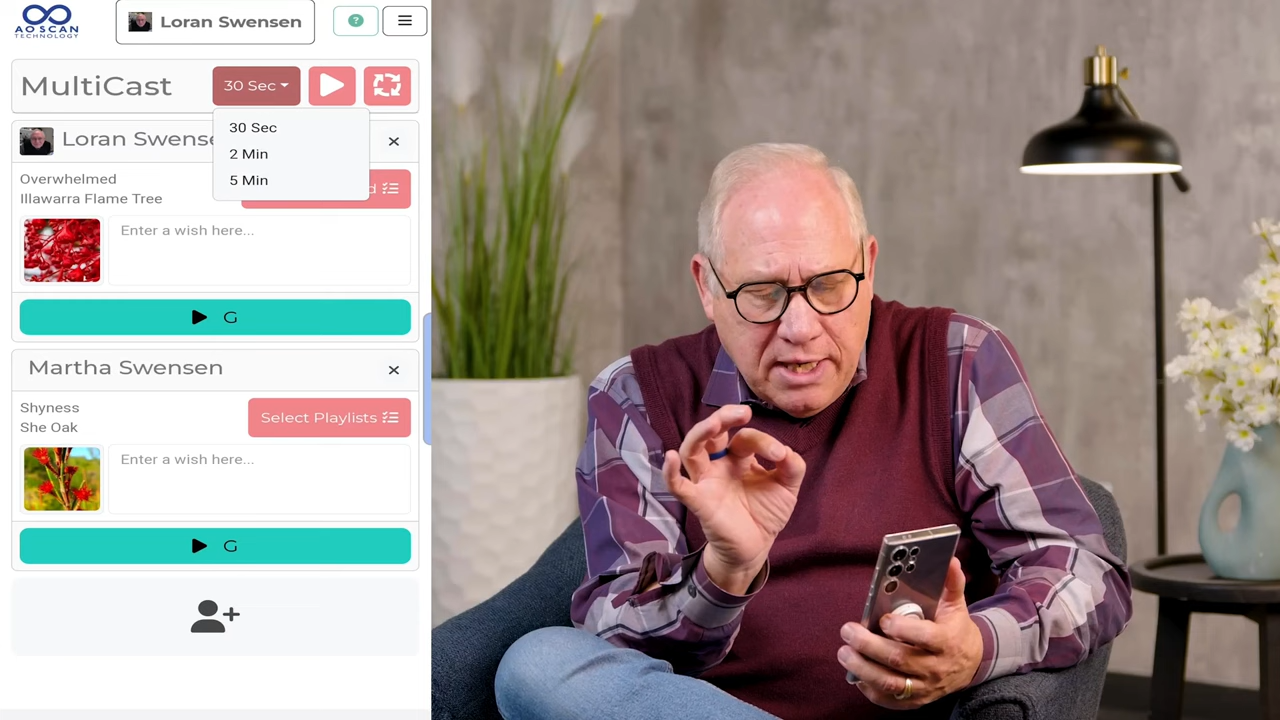 AO SCAN
TECHNOLOGY
Loran Swensen
?
MultiCast
30 Sec
30 Sec
2 Min
5 Min
Loran Swense
Overwhelmed
Illawarra Flame Tree
d
Enter a wish here...
G
Martha Swensen
Shyness
She Oak
Select Playlists
Enter a wish here...
G